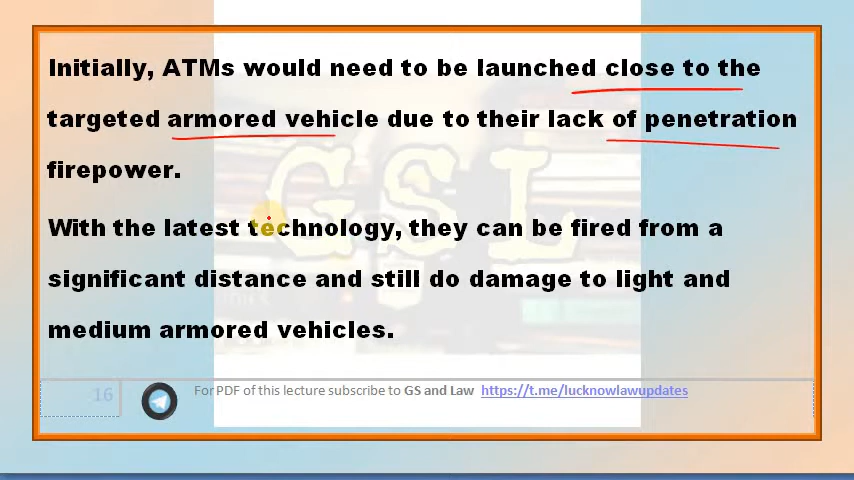 Initially, ATMs would need to be launched close to the
targeted armored vehicle due to their lack of penetration
firepower.
With the latest technology, they can be fired from a
significant distance and still do damage to light and
medium armored vehicles.
GSL
16
For PDF of this lecture subscribe to GS and Law https://t.me/lucknowlawupdates